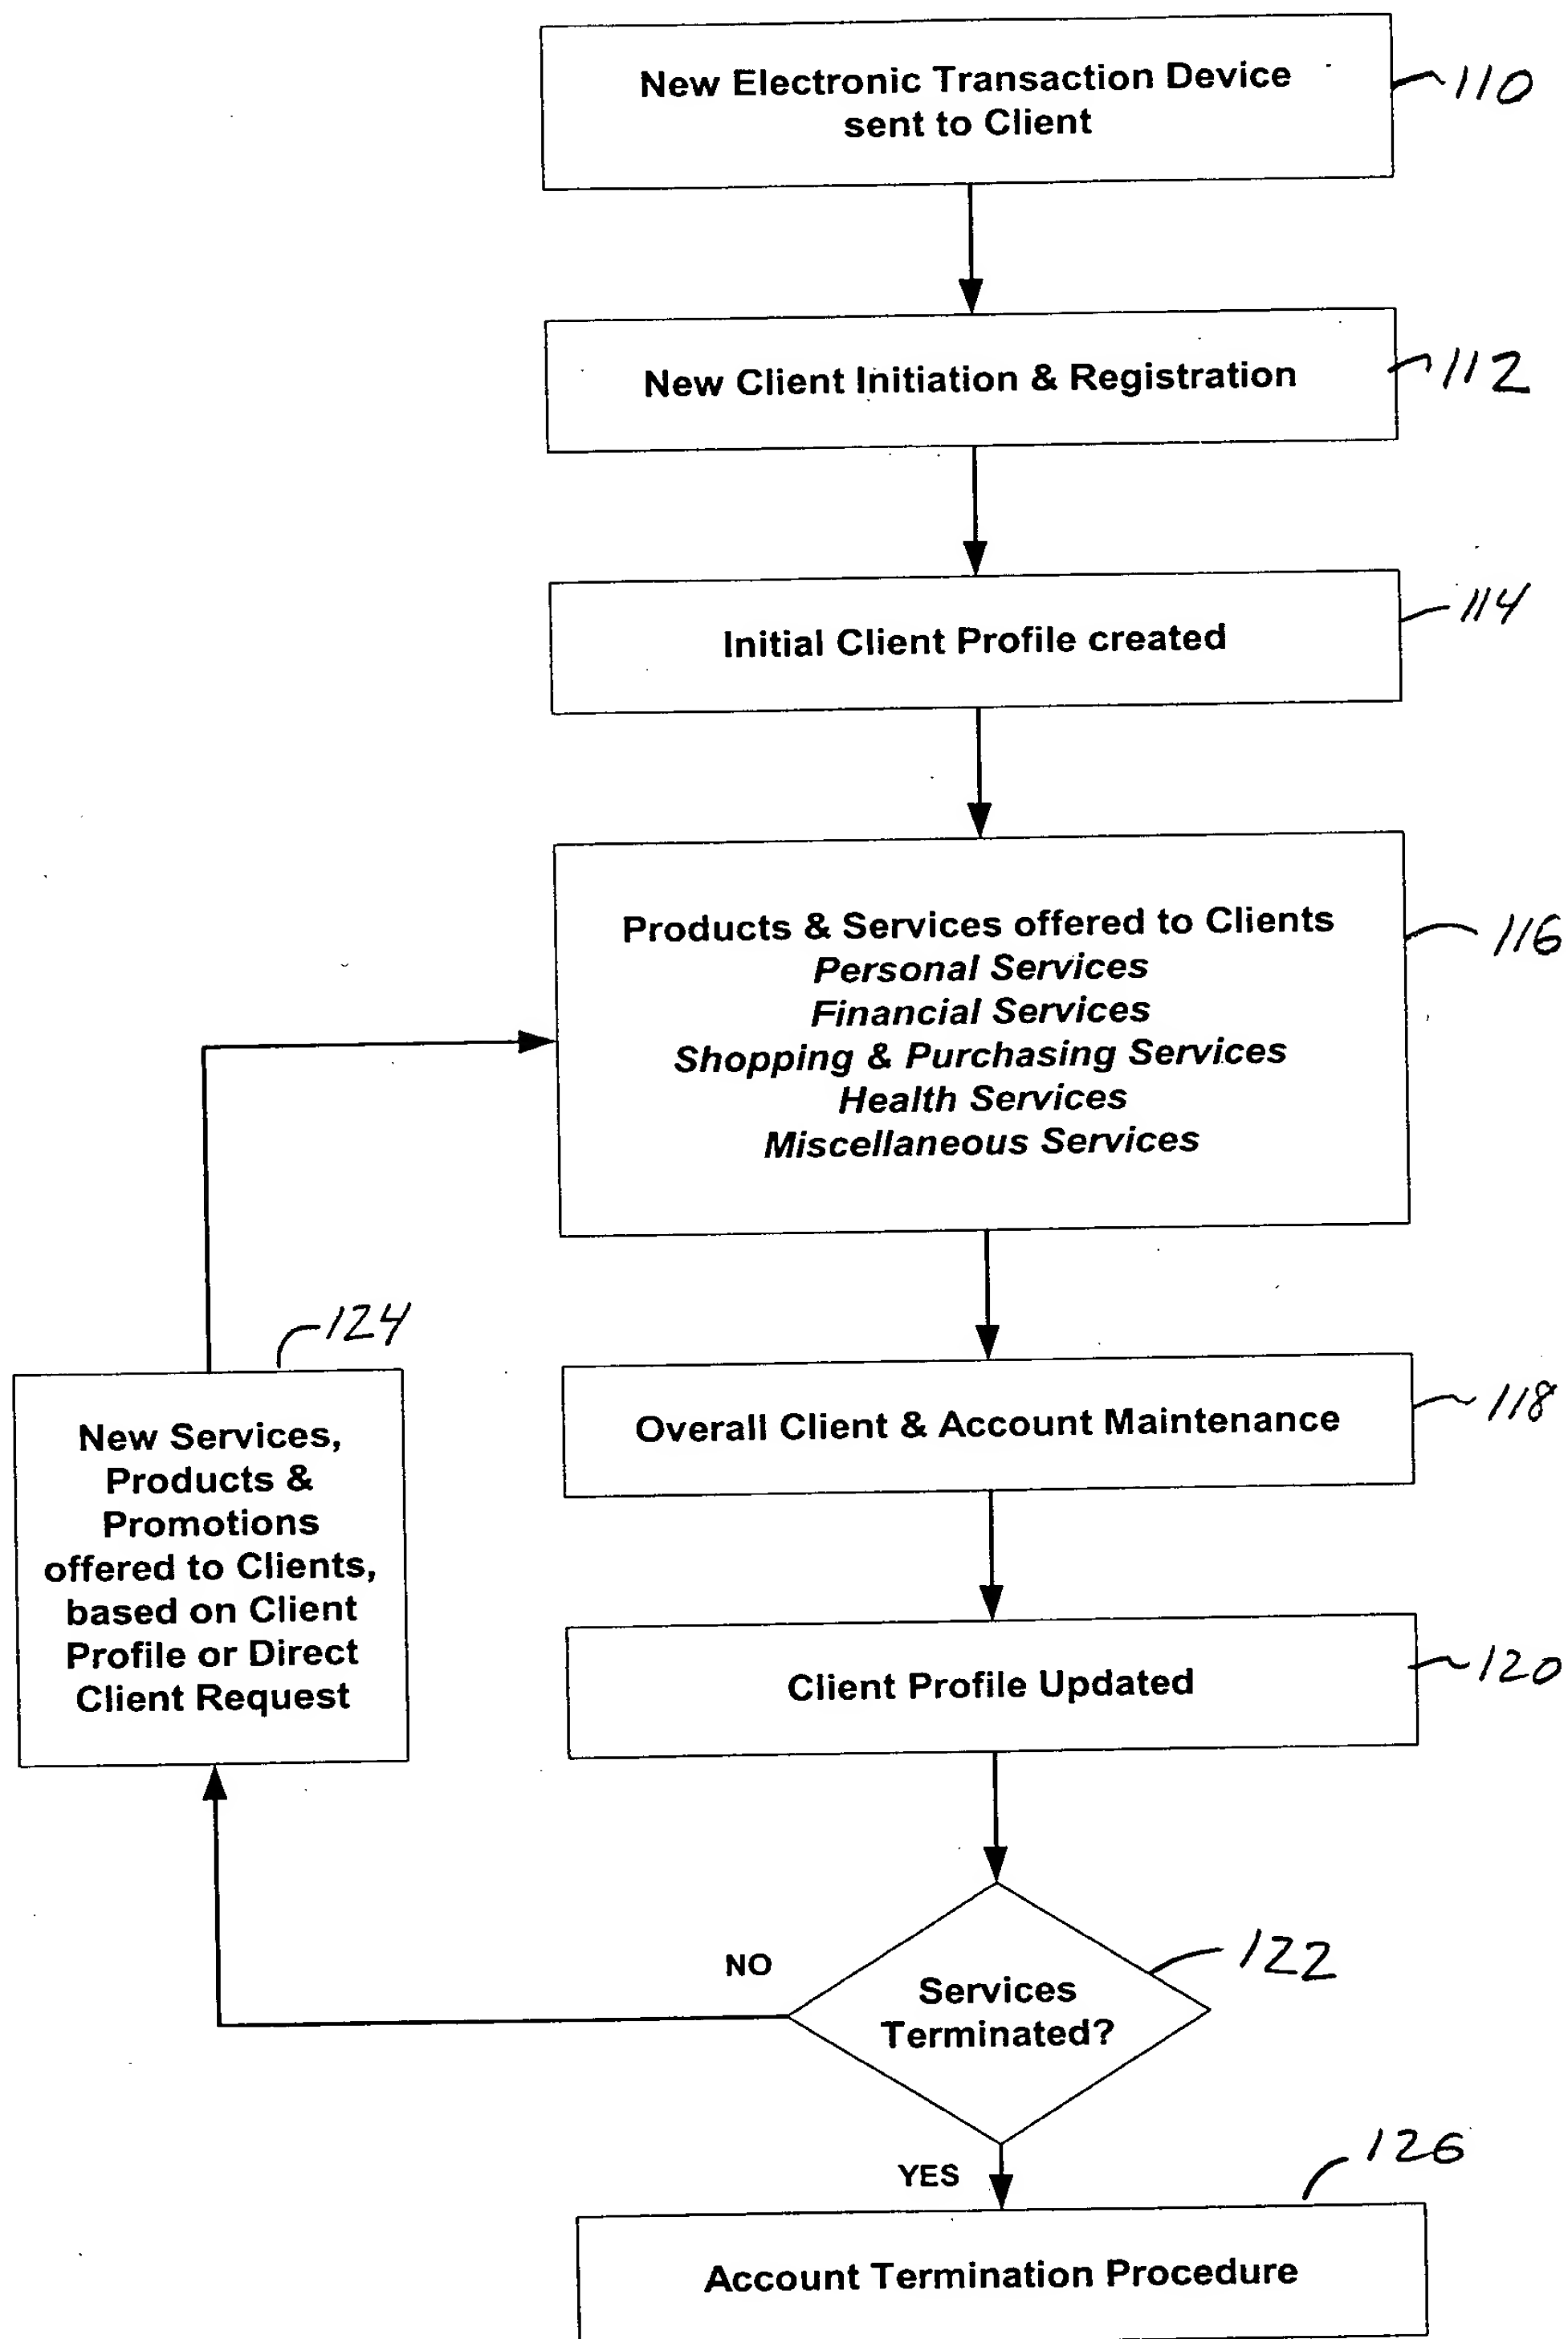 New Electronic Transaction Device
sent to Client
110
New Client Initiation & Registration
112
Initial Client Profile created
114
Products & Services offered to Clients
Personal Services
Financial Services
Shopping & Purchasing Services
Health Services
Miscellaneous Services
116
124
New Services,
Products &
Promotions
offered to Clients,
based on Client
Profile or Direct
Client Request
Overall Client & Account Maintenance
118
Client Profile Updated
120
NO
Services
Terminated?
122
YES
126
Account Termination Procedure